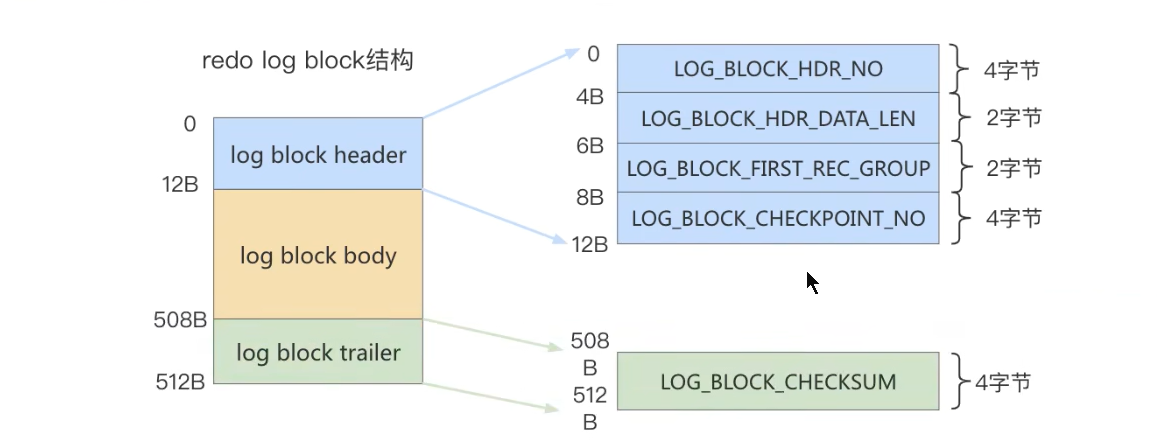 redo log block结构
0
log block header
12B
log block body
508B
log block trailer
512B
0
LOG_BLOCK_HDR_NO
4字节
4B
LOG_BLOCK_HDR_DATA_LEN
2字节
6B
LOG_BLOCK_FIRST_REC_GROUP
2字节
8B
LOG_BLOCK_CHECKPOINT_NO
4字节
12B
508
B
LOG_BLOCK_CHECKSUM
4字节
512
B